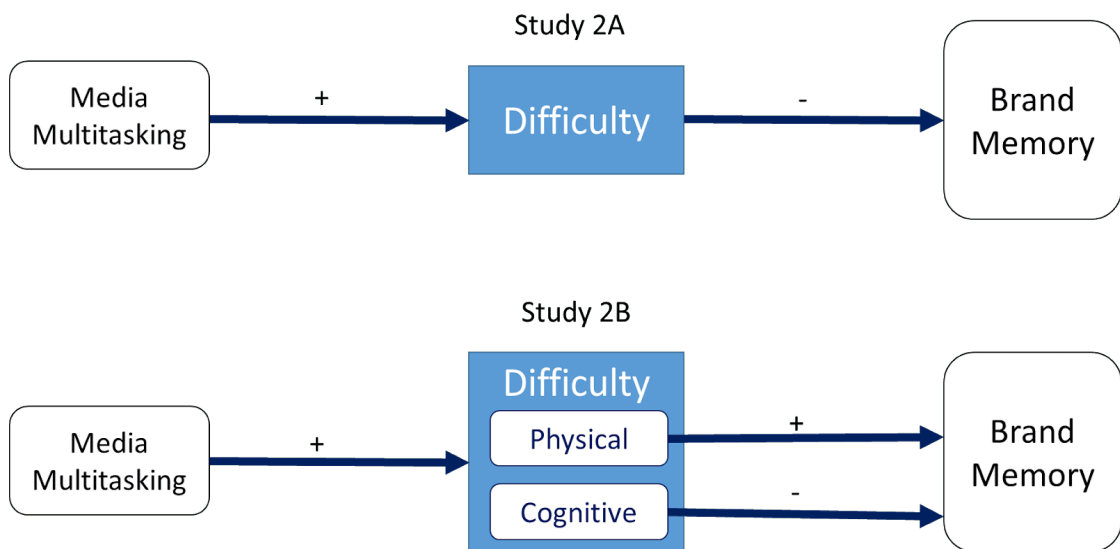 Study 2A
Media
Multitasking
+
Difficulty
-
Brand
Memory
Study 2B
Media
Multitasking
+
Difficulty
Physical
Cognitive
+
-
Brand
Memory